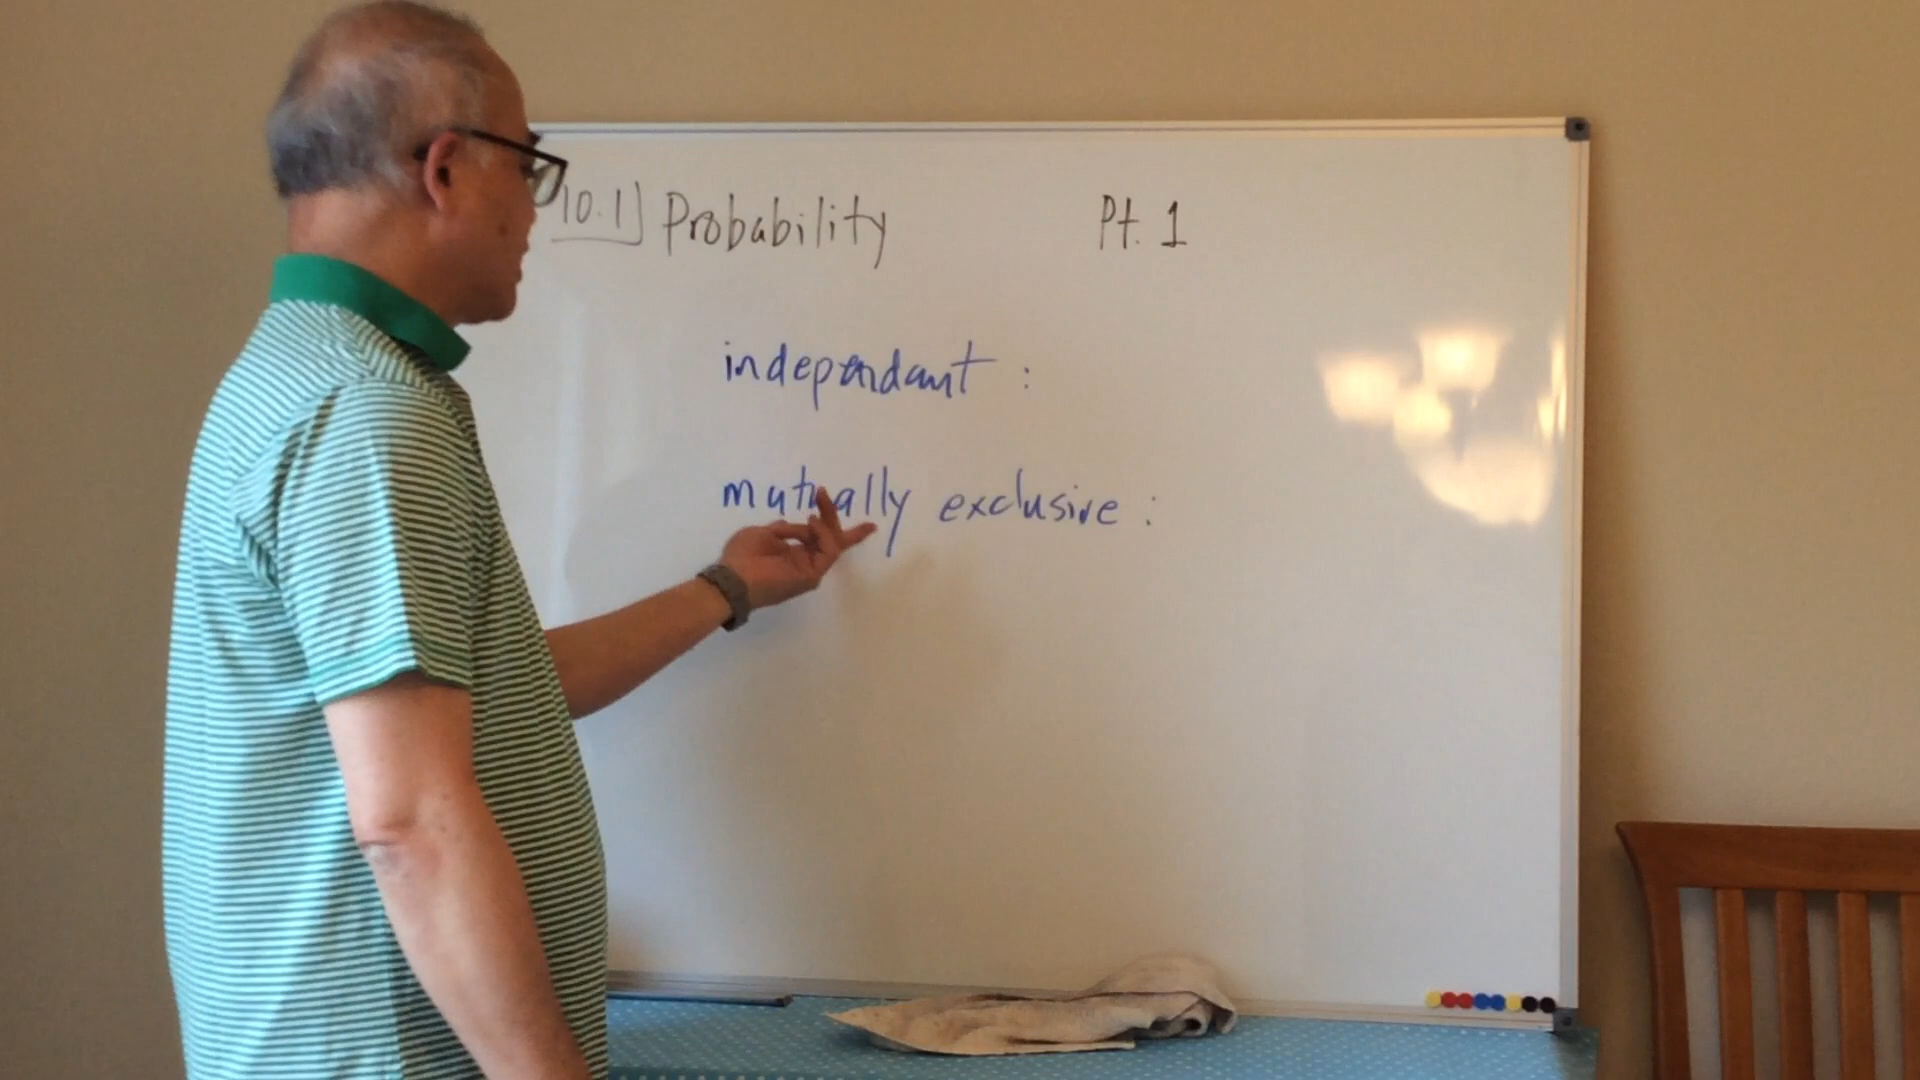 10.1] Probability Pt. 1
independant :
mutually exclusive :